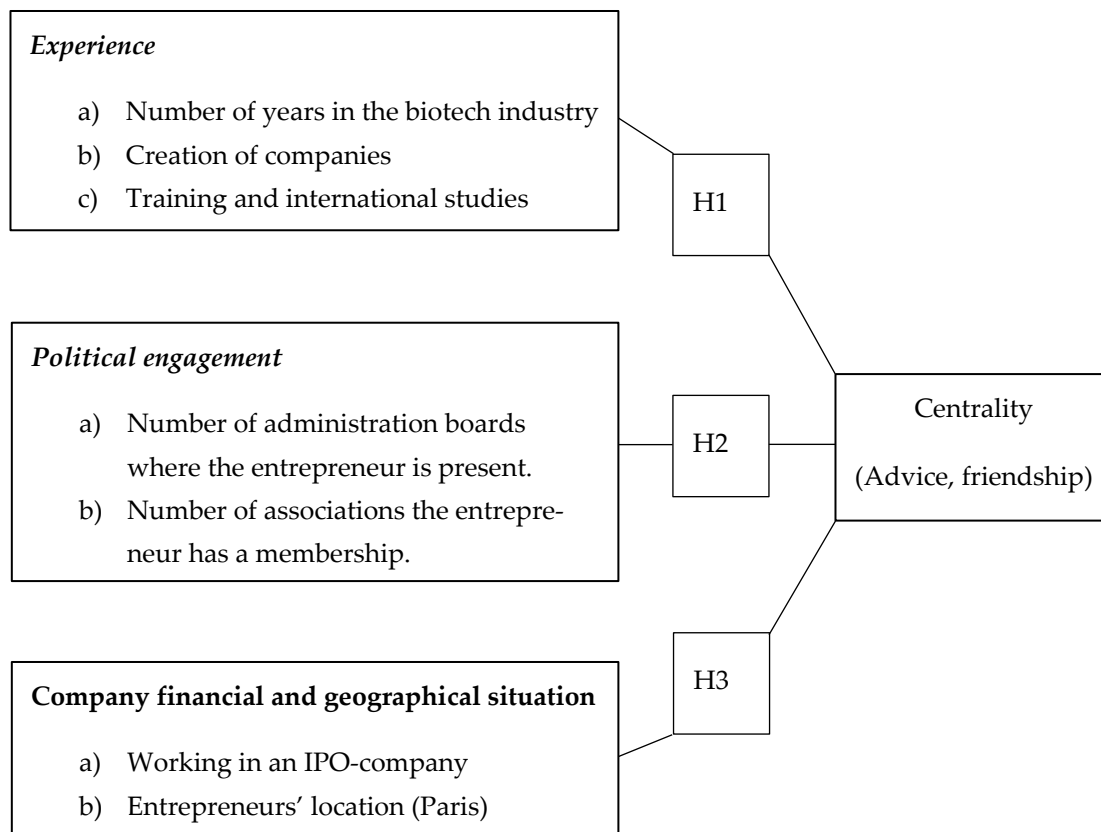 Experience
a) Number of years in the biotech industry
b) Creation of companies
c) Training and international studies
H1
Political engagement
a) Number of administration boards
where the entrepreneur is present.
b) Number of associations the entrepre-
neur has a membership.
H2
Centrality
(Advice, friendship)
H3
Company financial and geographical situation
a) Working in an IPO-company
b) Entrepreneurs’ location (Paris)